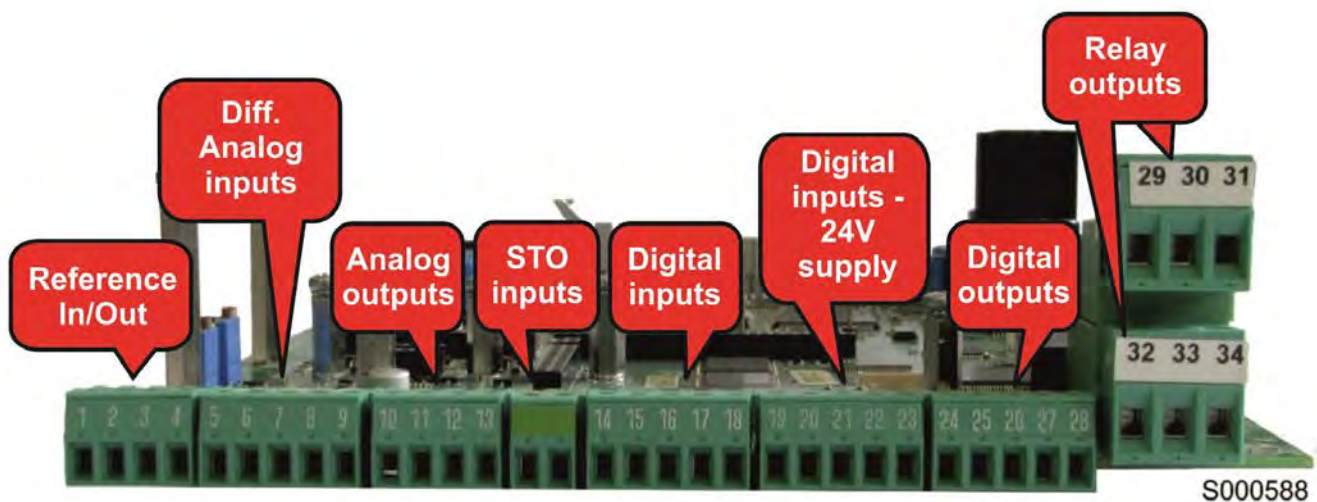 Relay
outputs
Diff.
Analog
inputs
Digital
inputs -
24V
supply
29 30 31
Reference
In/Out
Analog
outputs
STO
inputs
Digital
inputs
Digital
outputs
32 33 34
1 2 3 4 5 6 7 8 9 10 11 12 13 14 15 16 17 18 19 20 21 22 23 24 25 26 27 28
S000588